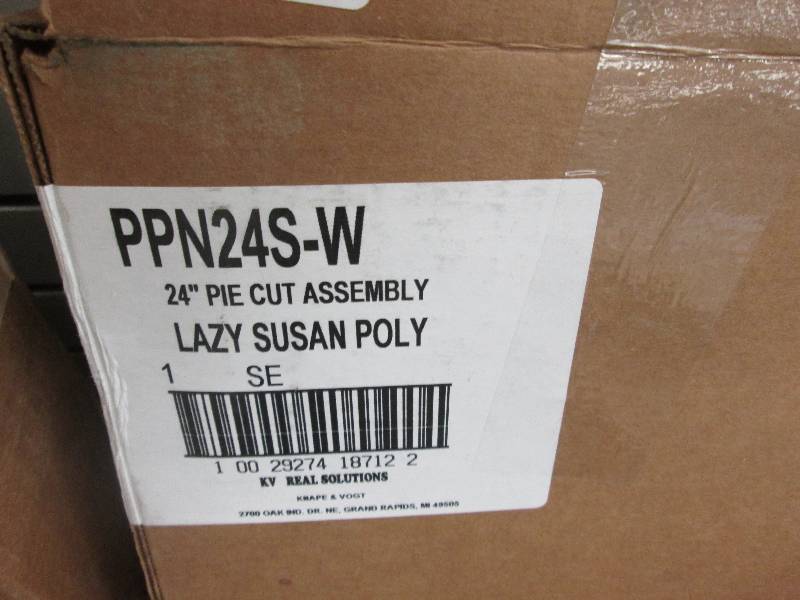 PPN24S-W
24" PIE CUT ASSEMBLY
LAZY SUSAN POLY
1 SE
1 00 29274 18712 2
KV REAL SOLUTIONS
KNAPE & VOGT
2700 OAK IND. DR. NE, GRAND RAPIDS, MI 49505